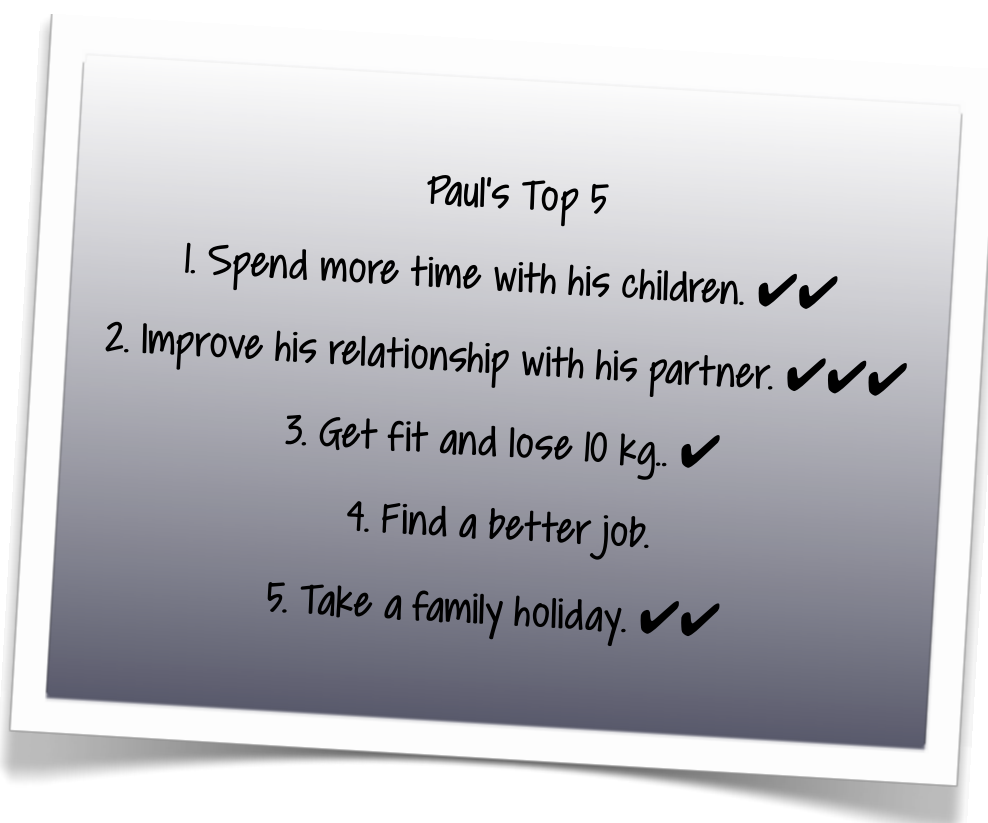 Paul's Top 5
1. Spend more time with his children. ✔✔
2. Improve his relationship with his partner. ✔✔✔
3. Get fit and lose 10 kg.. ✔
4. Find a better job.
5. Take a family holiday. ✔✔